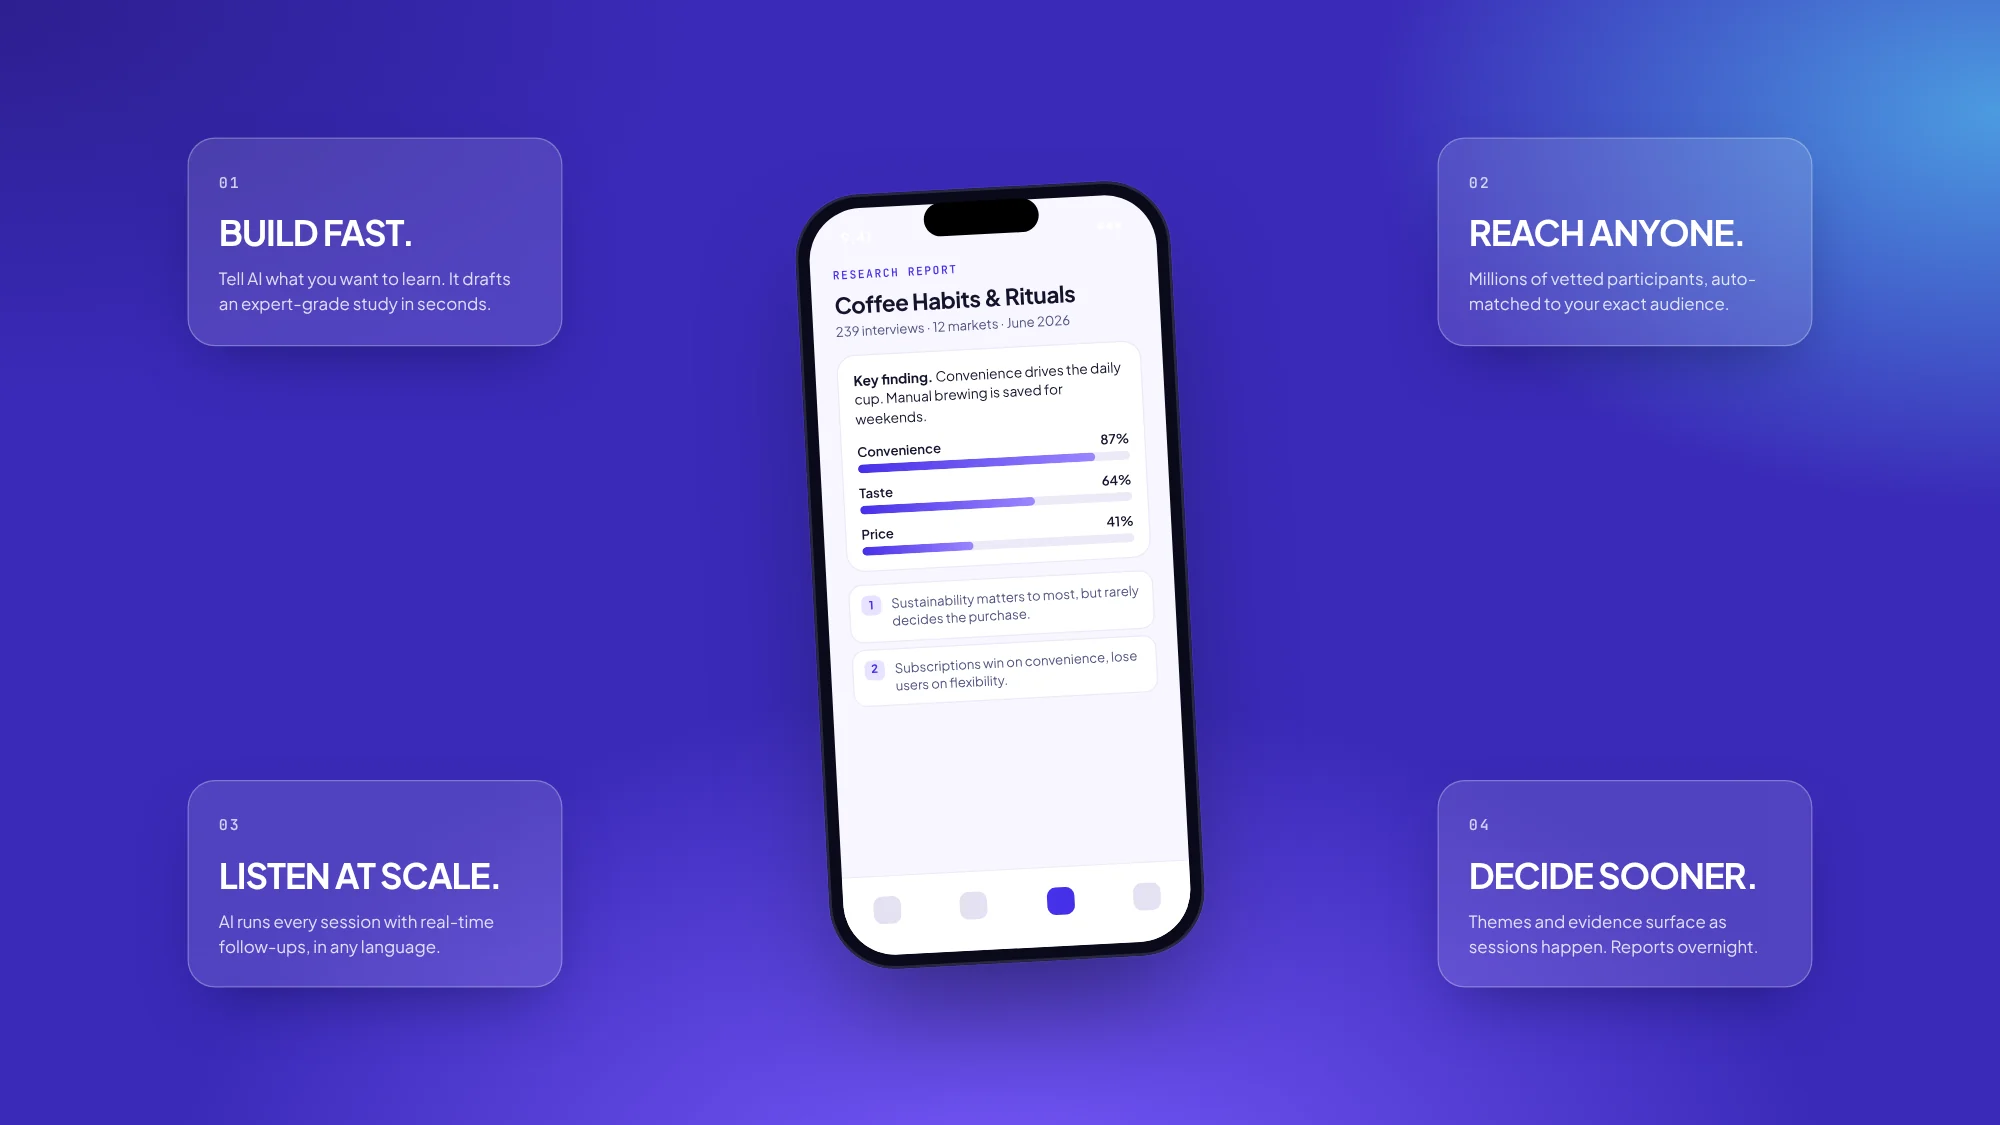 01
BUILD FAST.
Tell AI what you want to learn. It drafts
an expert-grade study in seconds.
02
REACH ANYONE.
Millions of vetted participants, auto-
matched to your exact audience.
RESEARCH REPORT
Coffee Habits & Rituals
239 interviews · 12 markets · June 2026
Key finding. Convenience drives the daily
cup. Manual brewing is saved for
weekends.
Convenience 87%
Taste 64%
Price 41%
1 Sustainability matters to most, but rarely
decides the purchase.
2 Subscriptions win on convenience, lose
users on flexibility.
03
LISTEN AT SCALE.
AI runs every session with real-time
follow-ups, in any language.
04
DECIDE SOONER.
Themes and evidence surface as
sessions happen. Reports overnight.